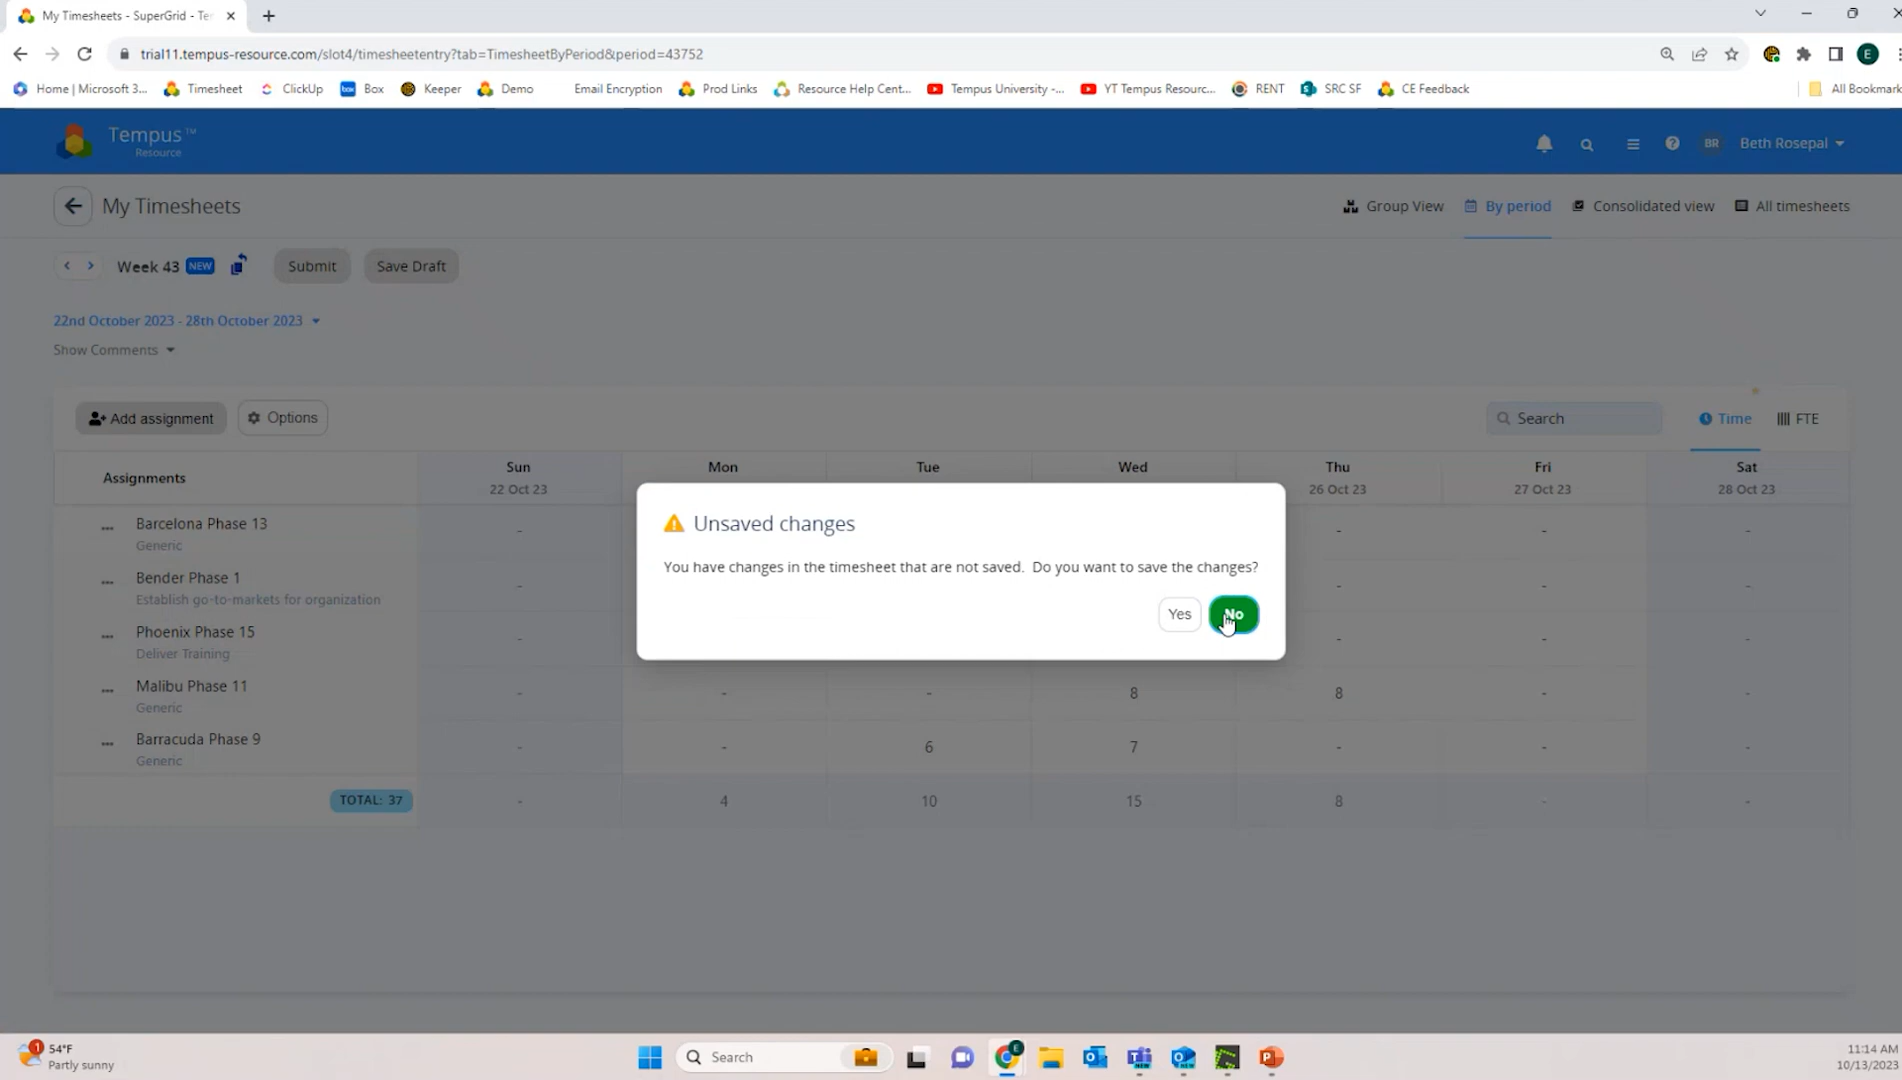 My Timesheets - SuperGrid - Te
trial11.tempus-resource.com/slot4/timesheetentry?tab=TimesheetByPeriod&period=43752
E
Home | Microsoft 3... Timesheet ClickUp Box Keeper Demo Email Encryption Prod Links Resource Help Cent... Tempus University -... YT Tempus Resourc... RENT SRC SF CE Feedback All Bookmark
box S
Tempus™
Resource
BR Beth Rosepal
My Timesheets Group View By period Consolidated view All timesheets
Week 43 NEW Submit Save Draft
22nd October 2023 - 28th October 2023
Show Comments
Add assignment Options Search Time FTE
Assignments Sun Mon Tue Wed Thu Fri Sat
22 Oct 23 26 Oct 23 27 Oct 23 28 Oct 23
Barcelona Phase 13 - - - -
Generic
Bender Phase 1 - - - -
Establish go-to-markets for organization
Phoenix Phase 15 - - - -
Deliver Training
Malibu Phase 11 - - - 8 8 - -
Generic
Barracuda Phase 9 - - 6 7 - - -
Generic
TOTAL: 37 - 4 10 15 8 - -
Unsaved changes
You have changes in the timesheet that are not saved. Do you want to save the changes?
Yes No
1 54°F
Partly sunny
Search
E
NEW
11:14 AM
10/13/2023